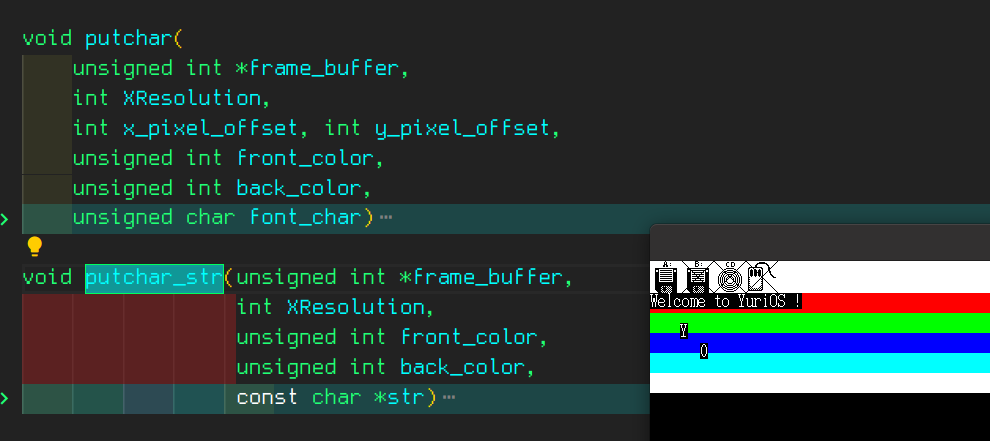 void putchar(
unsigned int *frame_buffer,
int XResolution,
int x_pixel_offset, int y_pixel_offset,
unsigned int front_color,
unsigned int back_color,
unsigned char font_char)⋯
void putchar_str(unsigned int *frame_buffer,
int XResolution,
unsigned int front_color,
unsigned int back_color,
const char *str)⋯
A: B: CD
Welcome to YuriOS !
Y
O